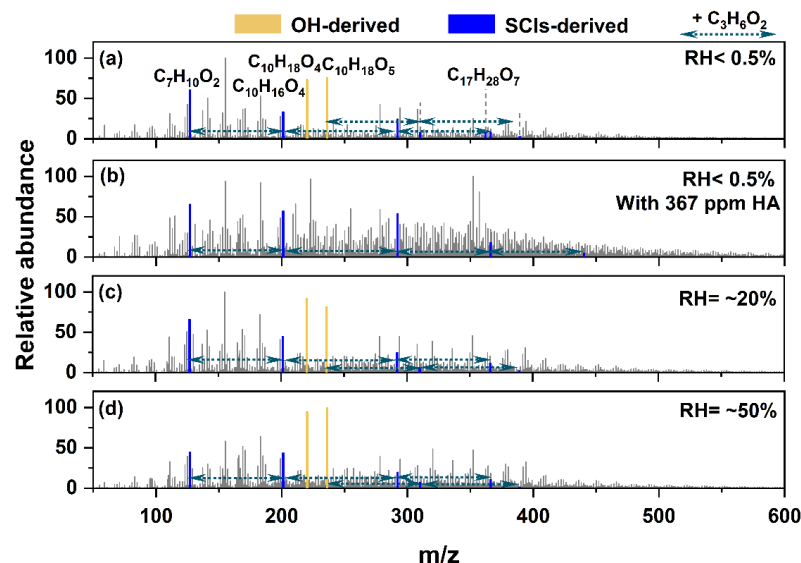 OH-derived SCIs-derived + C3H6O2
(a) RH< 0.5%
C7H10O2 C10H16O4 C10H18O4 C10H18O5 C17H28O7
100
50
0
(b) RH< 0.5%
With 367 ppm HA
100
50
0
(c) RH= ~20%
100
50
0
(d) RH= ~50%
100
50
0
Relative abundance
100 200 300 400 500 600
m/z